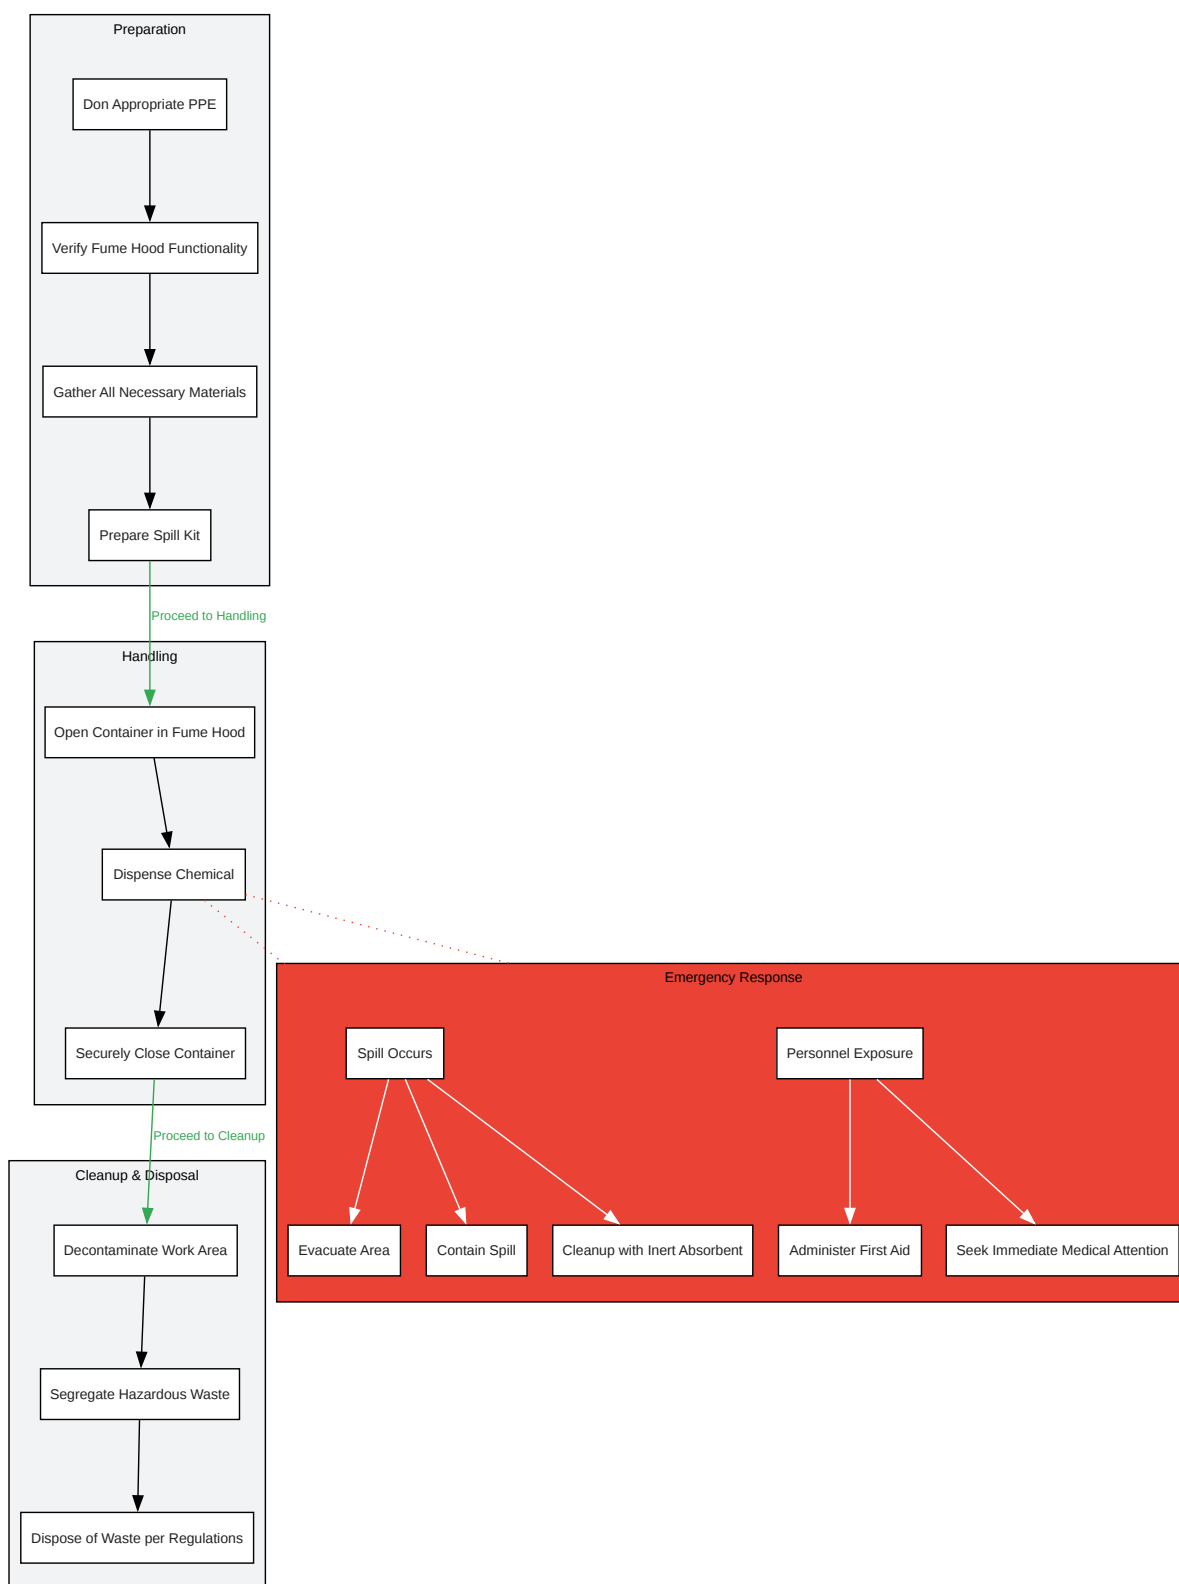 Preparation
Don Appropriate PPE
Verify Fume Hood Functionality
Gather All Necessary Materials
Prepare Spill Kit
Proceed to Handling
Handling
Open Container in Fume Hood
Dispense Chemical
Securely Close Container
Emergency Response
Spill Occurs
Personnel Exposure
Evacuate Area
Contain Spill
Cleanup with Inert Absorbent
Administer First Aid
Seek Immediate Medical Attention
Proceed to Cleanup
Cleanup & Disposal
Decontaminate Work Area
Segregate Hazardous Waste
Dispose of Waste per Regulations